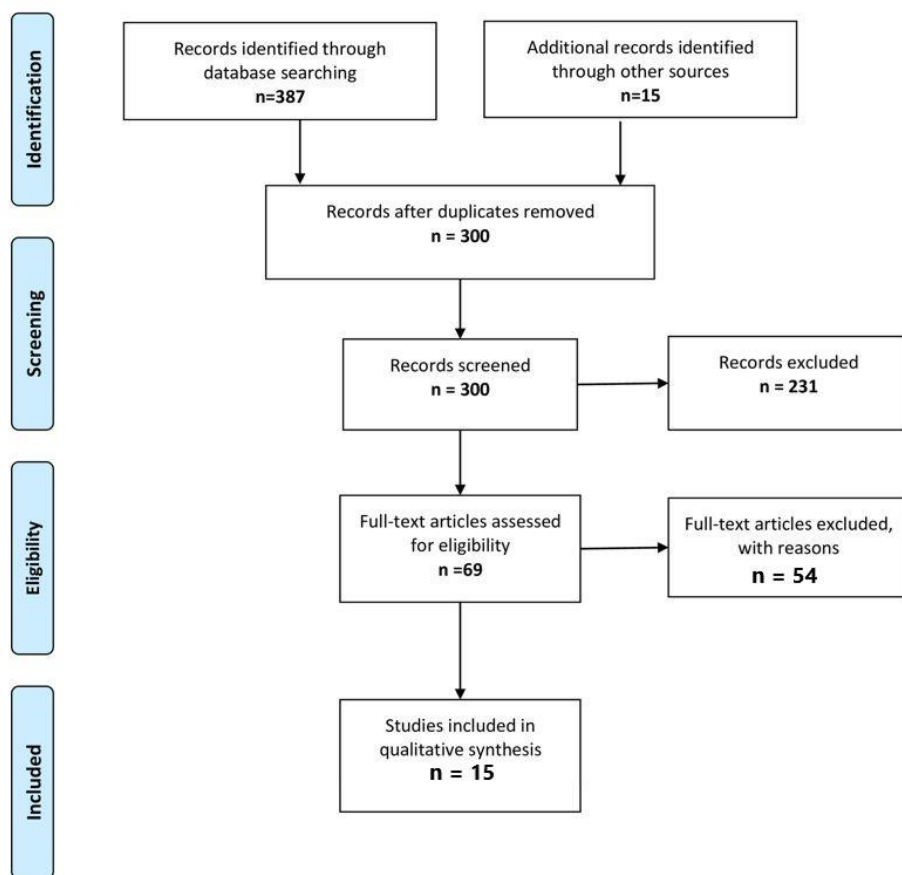 Identification
Records identified through
database searching
n=387
Additional records identified
through other sources
n=15
Records after duplicates removed
n = 300
Screening
Records screened
n = 300
Records excluded
n = 231
Eligibility
Full-text articles assessed
for eligibility
n =69
Full-text articles excluded,
with reasons
n = 54
Included
Studies included in
qualitative synthesis
n = 15